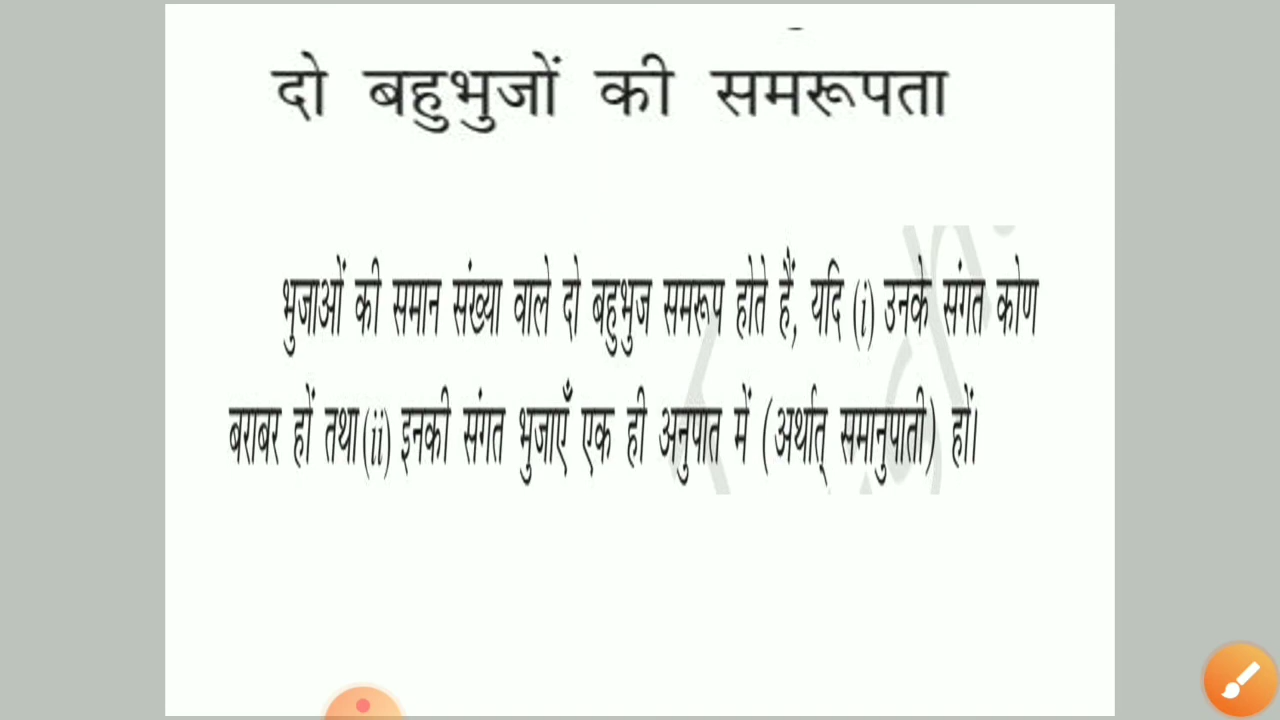 दो बहुभुजों की समरूपता
भुजाओं की समान संख्या वाले दो बहुभुज समरूप होते हैं, यदि (i) उनके संगत कोण
बराबर हों तथा (ii) इनकी संगत भुजाएँ एक ही अनुपात में (अर्थात् समानुपाती) हों।